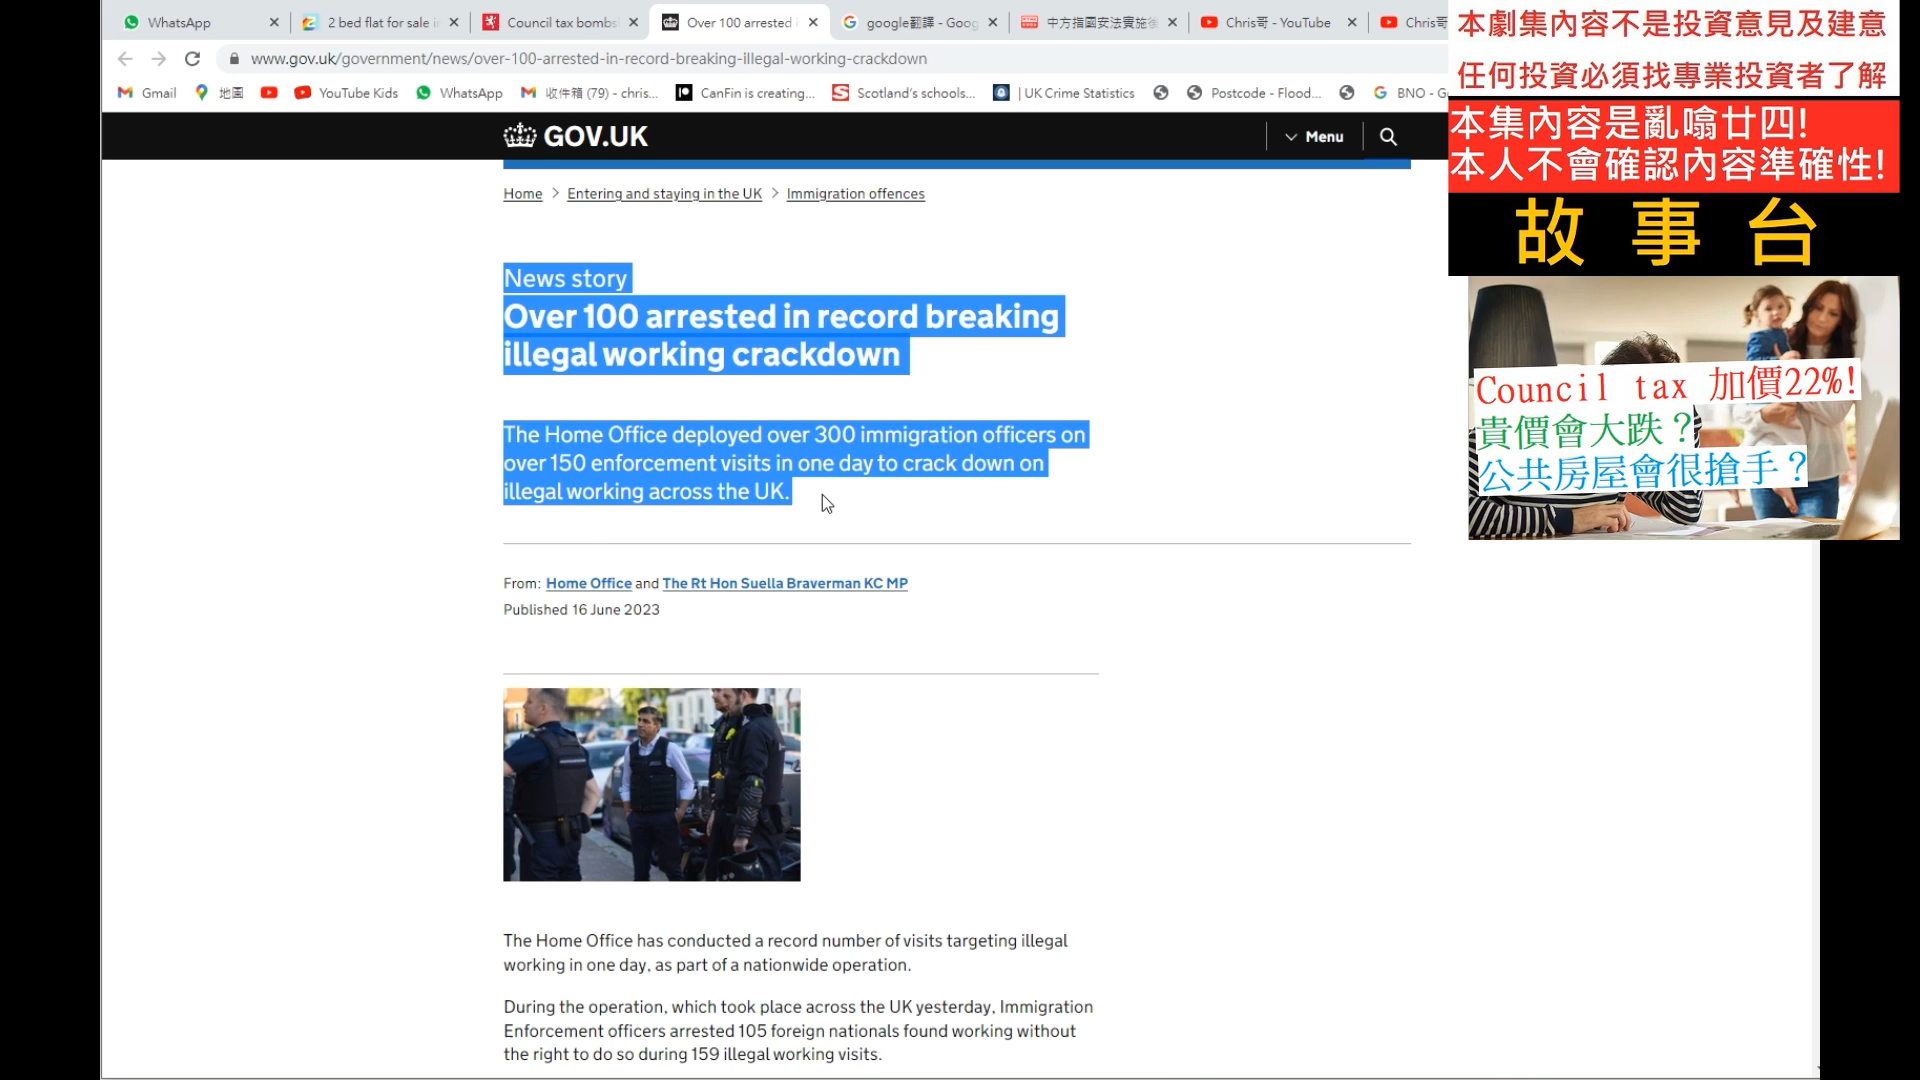 WhatsApp
2 bed flat for sale i
Council tax bombs
Over 100 arrested i
google翻譯 - Goog
中方指國安法實施後
Chris哥 - YouTube
Chris哥
www.gov.uk/government/news/over-100-arrested-in-record-breaking-illegal-working-crackdown
Gmail
地圖
YouTube Kids
WhatsApp
收件箱 (79) - chris...
CanFin is creating...
Scotland's schools...
| UK Crime Statistics
Postcode - Flood...
BNO - G
本劇集內容不是投資意見及建意
任何投資必須找專業投資者了解
本集內容是亂噏廿四!
本人不會確認內容準確性!
故事台
Council tax 加價22%!
貴價會大跌？
公共房屋會很搶手？
GOV.UK
Menu
Home > Entering and staying in the UK > Immigration offences
News story
Over 100 arrested in record breaking
illegal working crackdown
The Home Office deployed over 300 immigration officers on
over 150 enforcement visits in one day to crack down on
illegal working across the UK.
From: Home Office and The Rt Hon Suella Braverman KC MP
Published 16 June 2023
The Home Office has conducted a record number of visits targeting illegal
working in one day, as part of a nationwide operation.
During the operation, which took place across the UK yesterday, Immigration
Enforcement officers arrested 105 foreign nationals found working without
the right to do so during 159 illegal working visits.